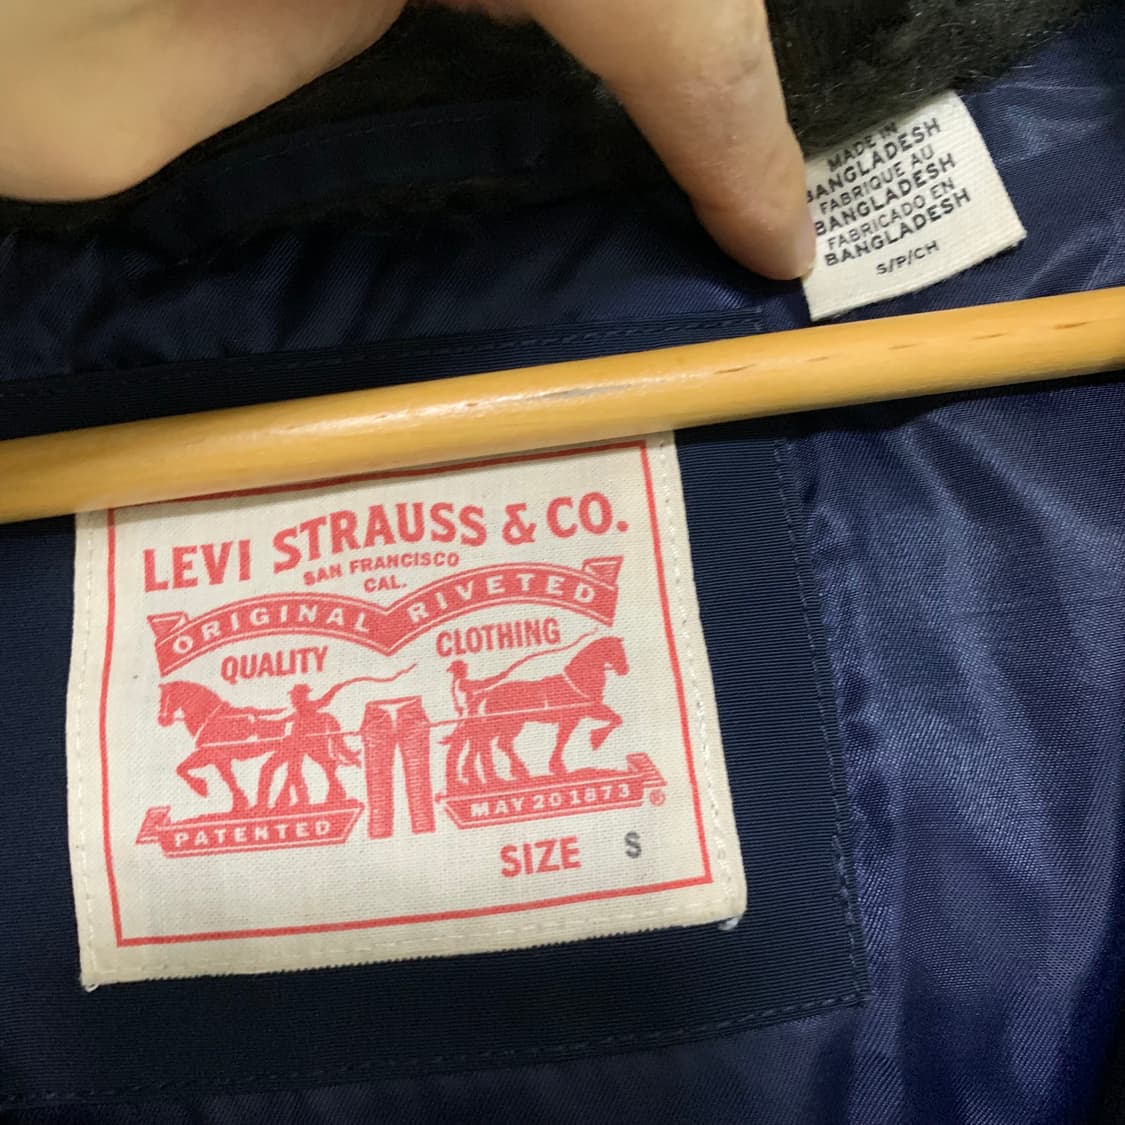 MADE IN
BANGLADESH
FABRIQUE AU
BANGLADESH
FABRICADO EN
BANGLADESH
S/P/CH
LEVI STRAUSS & CO.
SAN FRANCISCO
CAL.
ORIGINAL RIVETED
QUALITY CLOTHING
PATENTED MAY 20 1873 ®
SIZE S